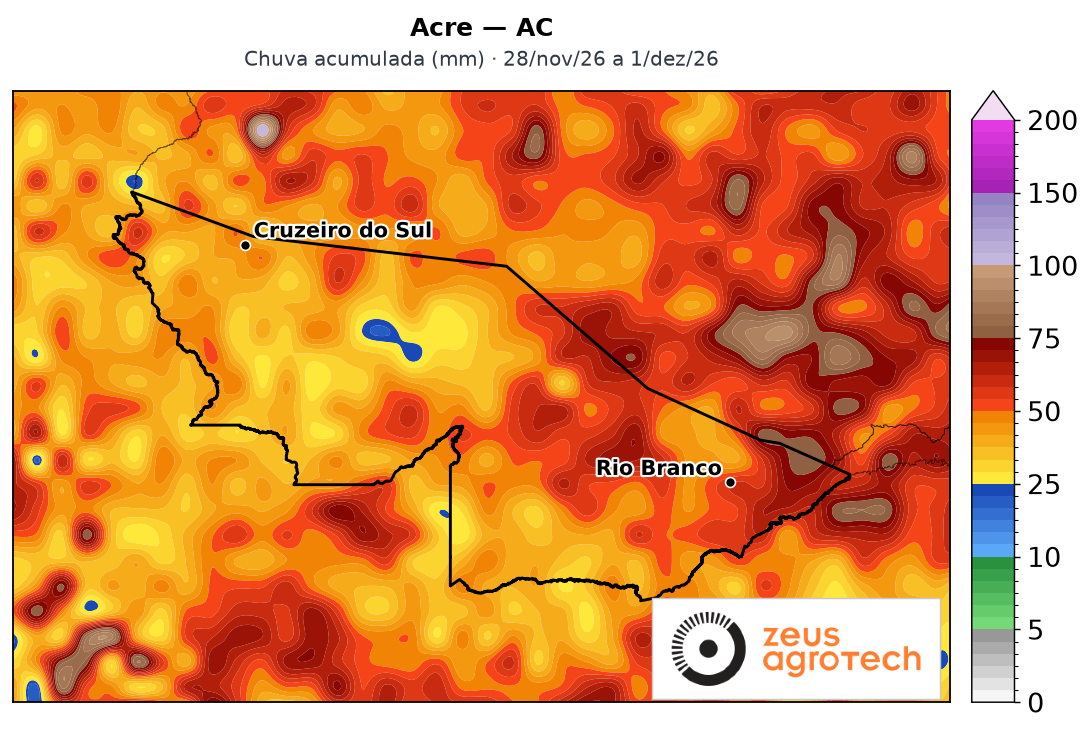 Acre — AC
Chuva acumulada (mm) · 28/nov/26 a 1/dez/26
Cruzeiro do Sul
Rio Branco
200
150
100
75
50
25
10
5
0
zeus
agrotech